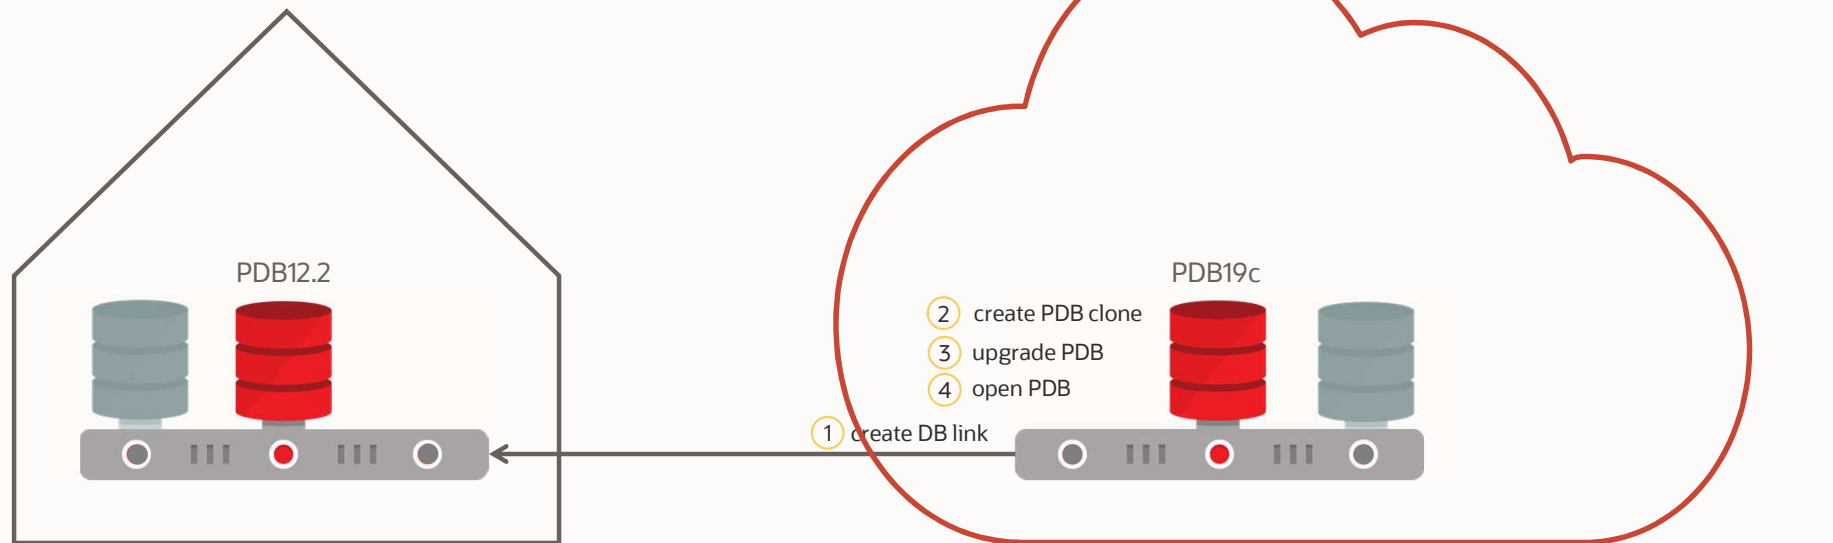 PDB12.2
PDB19c
2 create PDB clone
3 upgrade PDB
4 open PDB
1 create DB link